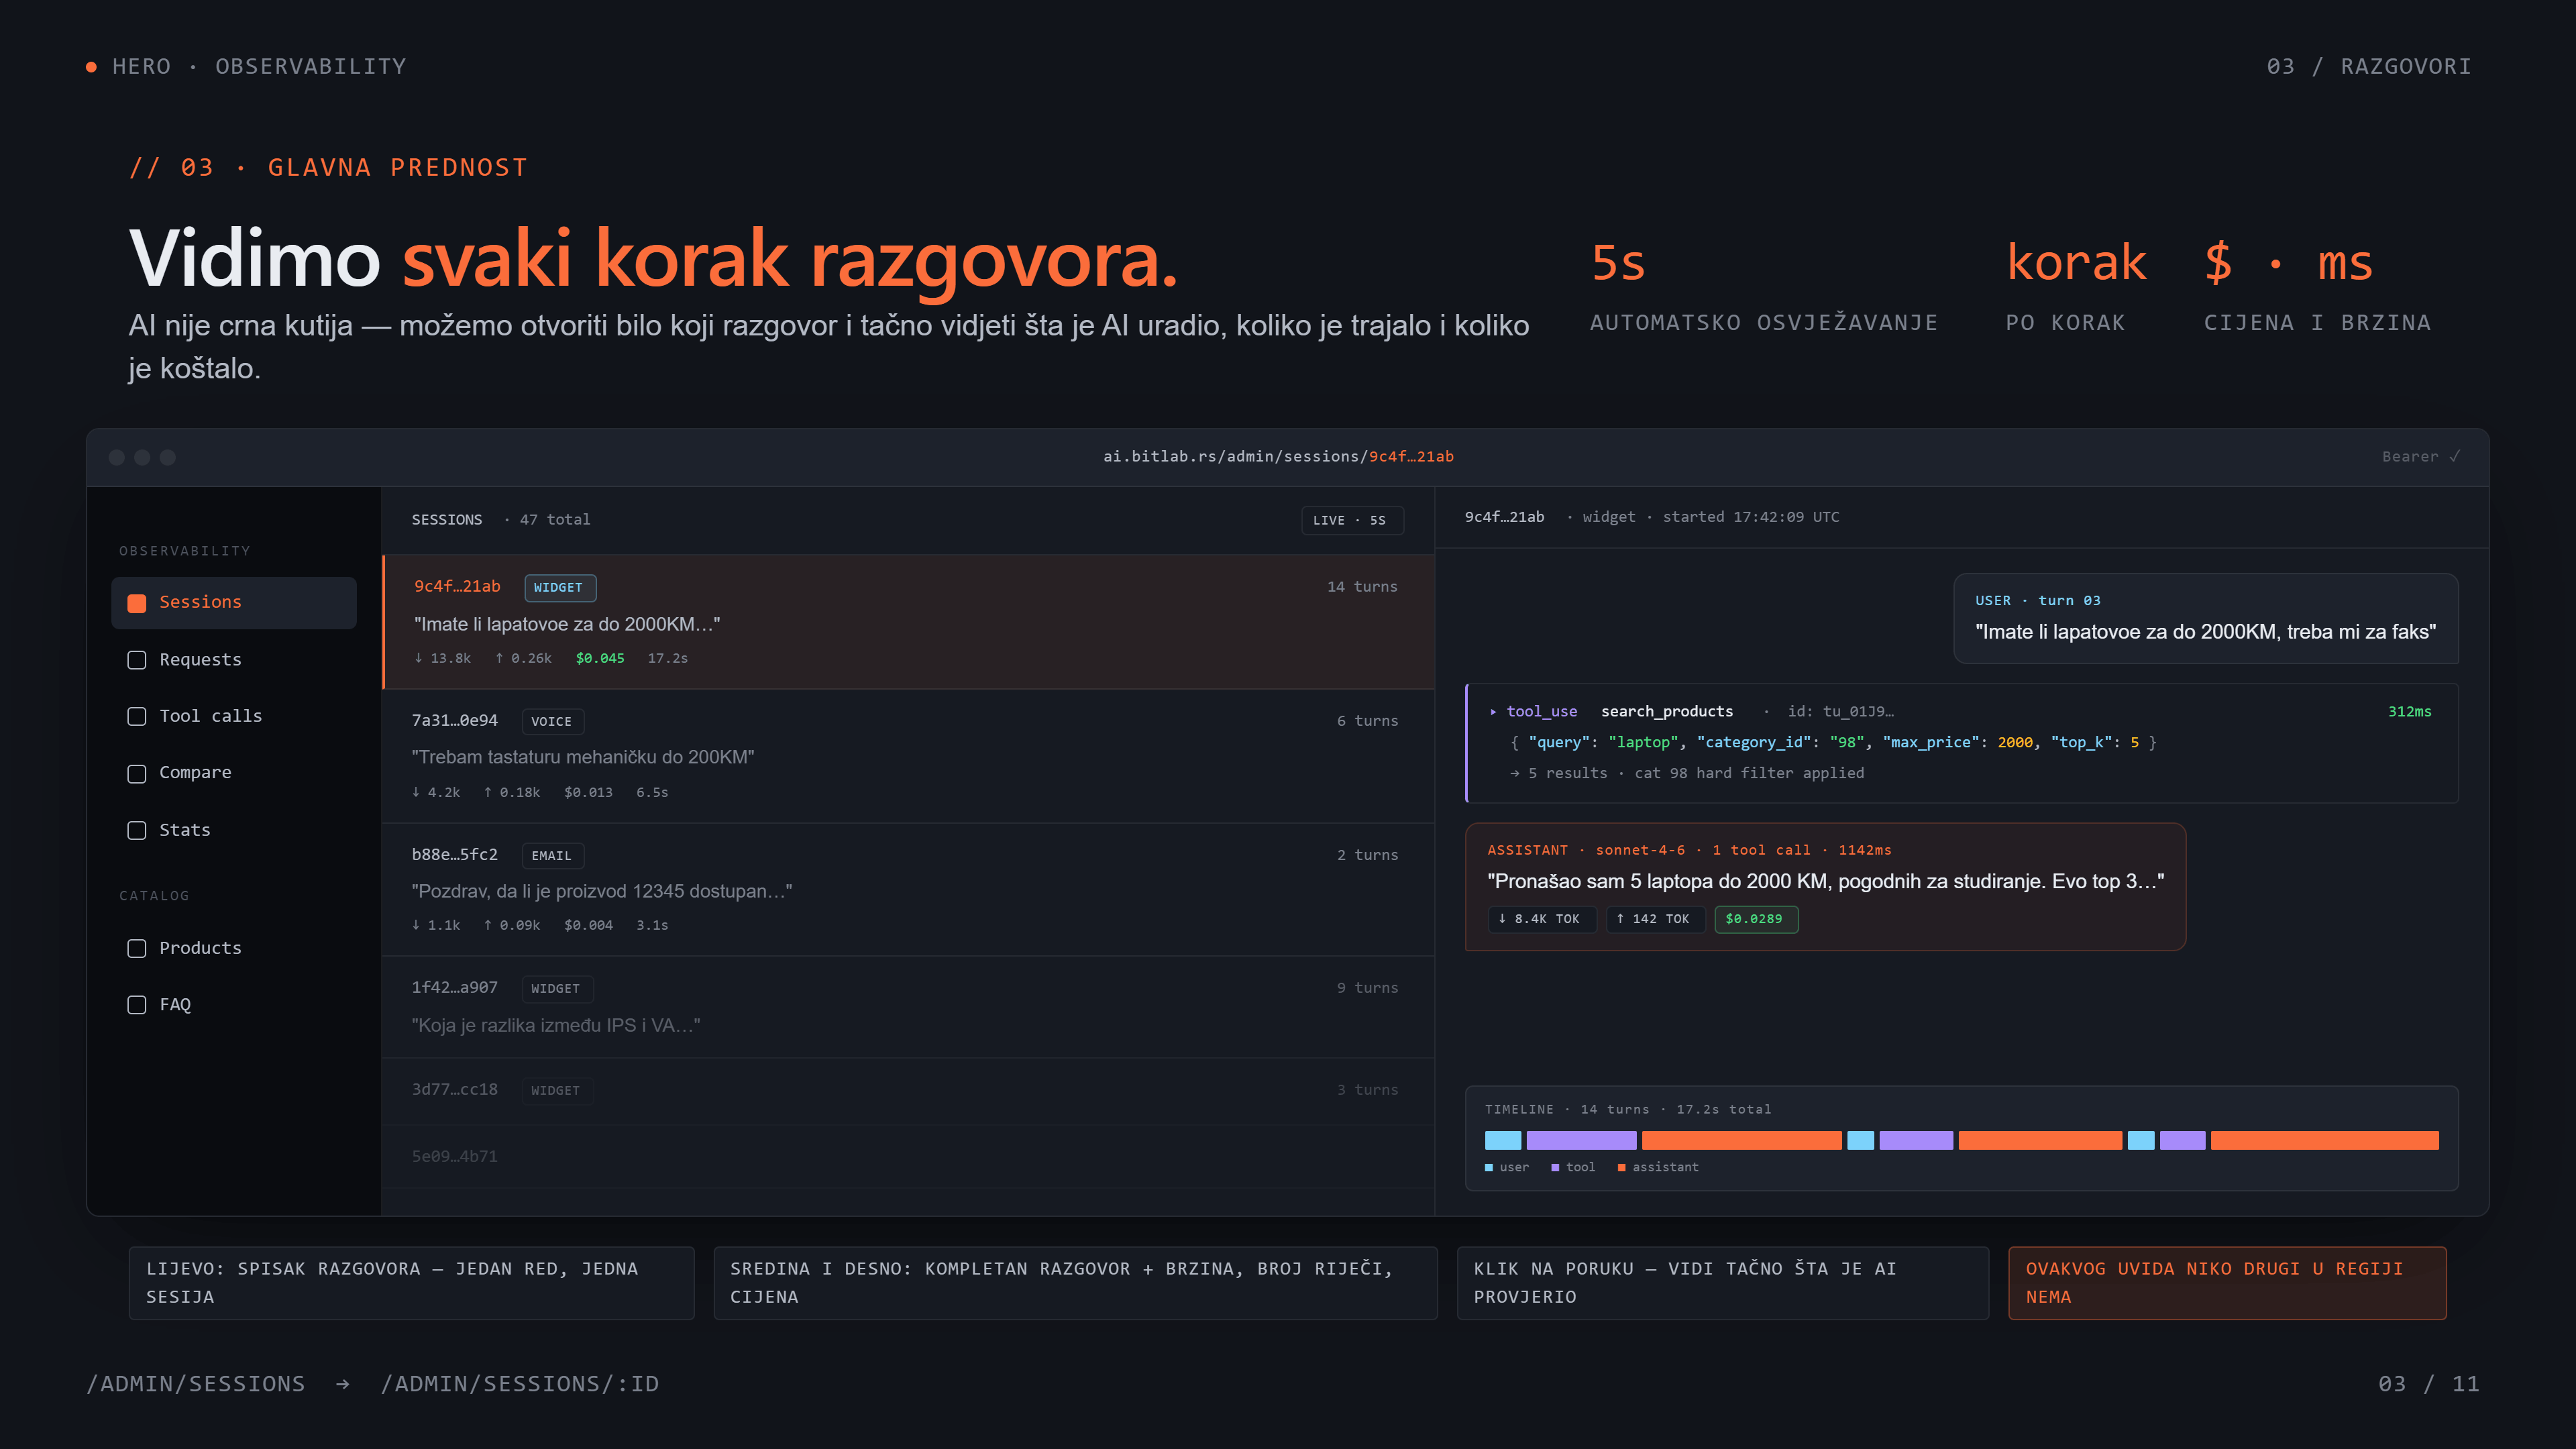 HERO · OBSERVABILITY
03 / RAZGOVORI
// 03 · GLAVNA PREDNOST
Vidimo svaki korak razgovora.
AI nije crna kutija — možemo otvoriti bilo koji razgovor i tačno vidjeti šta je AI uradio, koliko je trajalo i koliko
je koštalo.
5s
AUTOMATSKO OSVJEŽAVANJE
korak
PO KORAK
$ · ms
CIJENA I BRZINA
ai.bitlab.rs/admin/sessions/9c4f…21ab
Bearer ✓
OBSERVABILITY
Sessions
Requests
Tool calls
Compare
Stats
CATALOG
Products
FAQ
SESSIONS · 47 total
LIVE · 5S
9c4f…21ab WIDGET 14 turns
"Imate li lapatovoe za do 2000KM…"
↓ 13.8k ↑ 0.26k $0.045 17.2s
7a31…0e94 VOICE 6 turns
"Trebam tastaturu mehaničku do 200KM"
↓ 4.2k ↑ 0.18k $0.013 6.5s
b88e…5fc2 EMAIL 2 turns
"Pozdrav, da li je proizvod 12345 dostupan…"
↓ 1.1k ↑ 0.09k $0.004 3.1s
1f42…a907 WIDGET 9 turns
"Koja je razlika između IPS i VA…"
3d77…cc18 WIDGET 3 turns
5e09…4b71
9c4f…21ab · widget · started 17:42:09 UTC
USER · turn 03
"Imate li lapatovoe za do 2000KM, treba mi za faks"
▸ tool_use search_products · id: tu_01J9… 312ms
{ "query": "laptop", "category_id": "98", "max_price": 2000, "top_k": 5 }
→ 5 results · cat 98 hard filter applied
ASSISTANT · sonnet-4-6 · 1 tool call · 1142ms
"Pronašao sam 5 laptopa do 2000 KM, pogodnih za studiranje. Evo top 3…"
↓ 8.4K TOK ↑ 142 TOK $0.0289
TIMELINE · 14 turns · 17.2s total
user tool assistant
LIJEVO: SPISAK RAZGOVORA — JEDAN RED, JEDNA
SESIJA
SREDINA I DESNO: KOMPLETAN RAZGOVOR + BRZINA, BROJ RIJEČI,
CIJENA
KLIK NA PORUKU — VIDI TAČNO ŠTA JE AI
PROVJERIO
OVAKVOG UVIDA NIKO DRUGI U REGIJI
NEMA
/ADMIN/SESSIONS → /ADMIN/SESSIONS/:ID
03 / 11